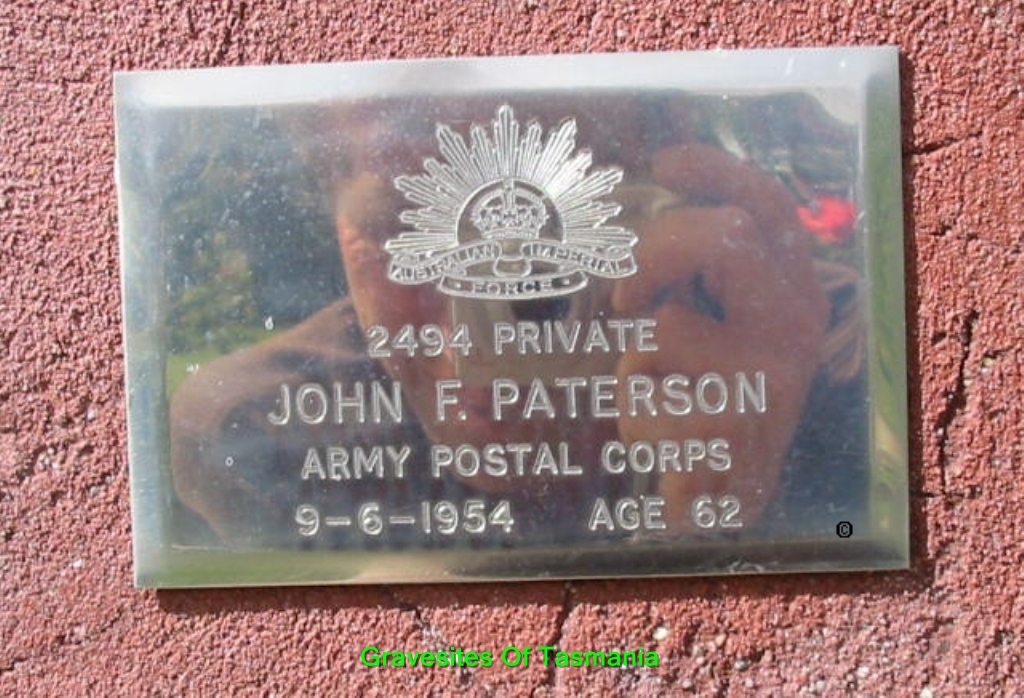 AUSTRALIAN IMPERIAL
FORCE
2494 PRIVATE
JOHN F. PATERSON
ARMY POSTAL CORPS
9-6-1954 AGE 62
©
Gravesites Of Tasmania